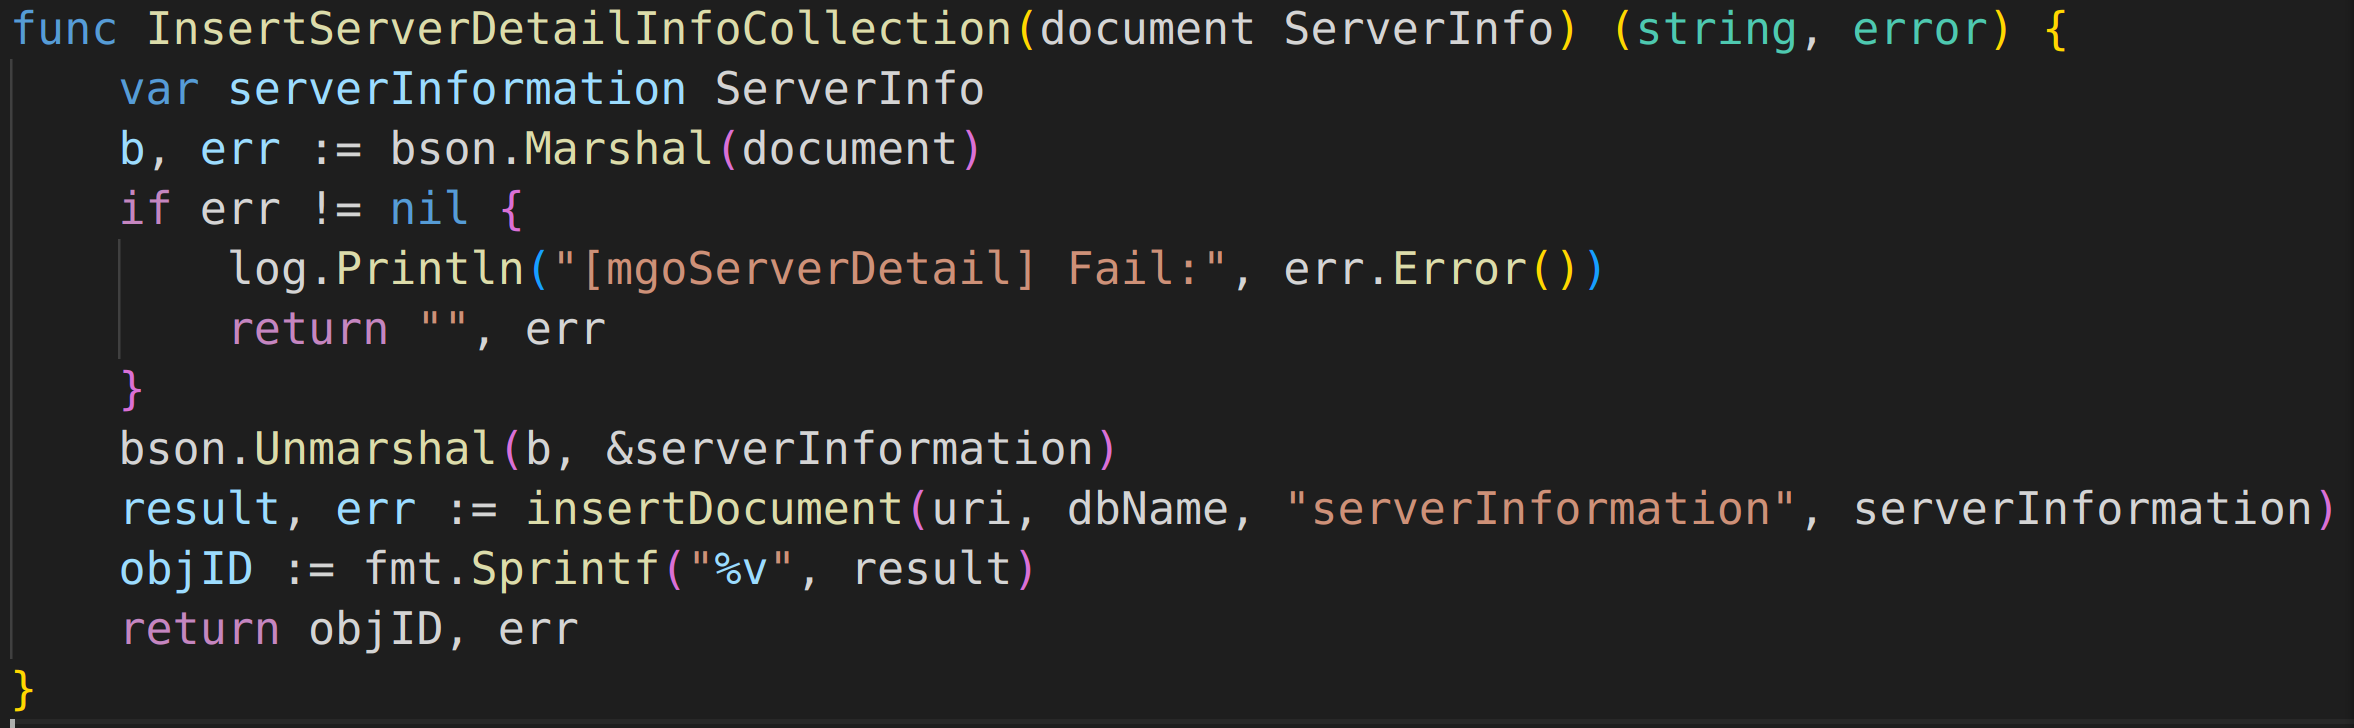 func InsertServerDetailInfoCollection(document ServerInfo) (string, error) {
    var serverInformation ServerInfo
    b, err := bson.Marshal(document)
    if err != nil {
        log.Println("[mgoServerDetail] Fail:", err.Error())
        return "", err
    }
    bson.Unmarshal(b, &serverInformation)
    result, err := insertDocument(uri, dbName, "serverInformation", serverInformation)
    objID := fmt.Sprintf("%v", result)
    return objID, err
}